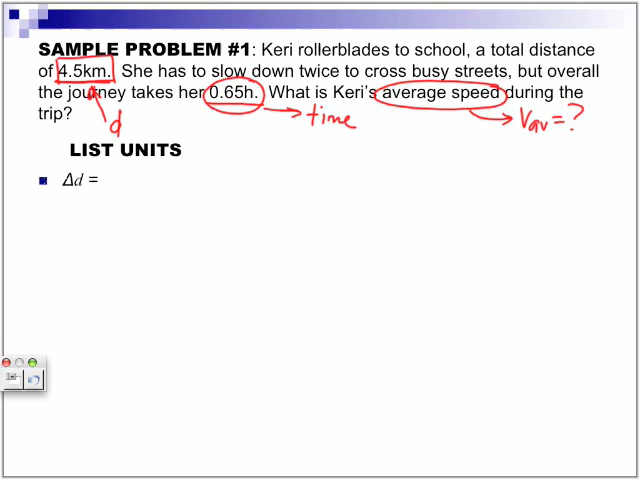 SAMPLE PROBLEM #1: Keri rollerblades to school, a total distance
of 4.5km. She has to slow down twice to cross busy streets, but overall
the journey takes her 0.65h. What is Keri's average speed during the
trip?
d
time
Vav = ?
LIST UNITS
Δd =